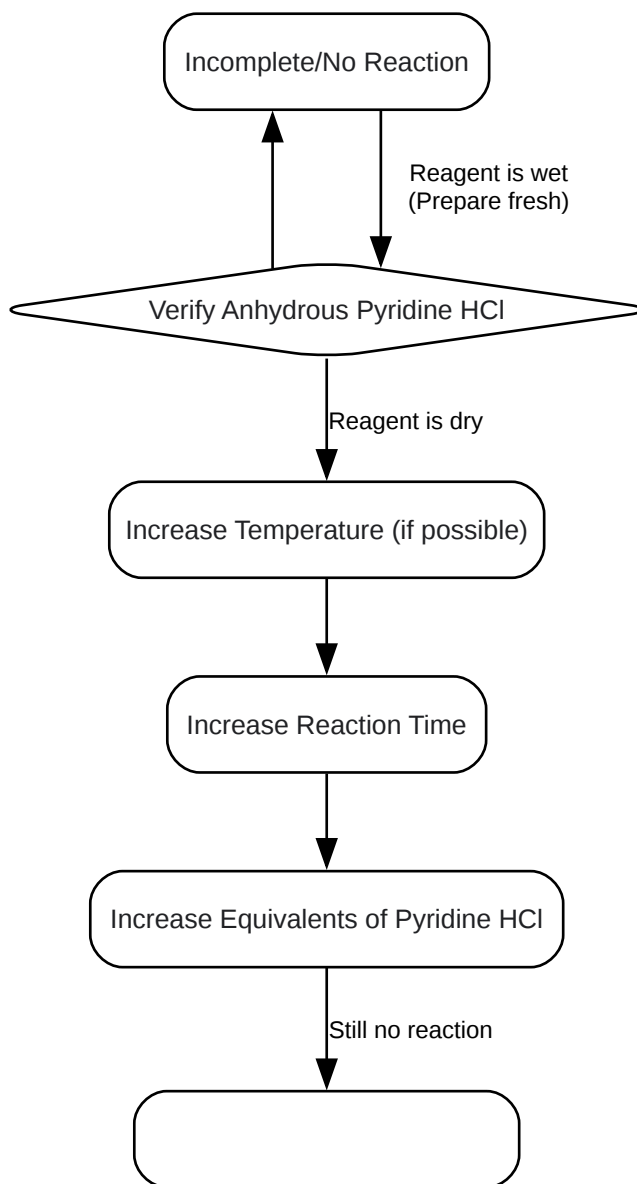 Incomplete/No Reaction
Reagent is wet
(Prepare fresh)
Verify Anhydrous Pyridine HCl
Reagent is dry
Increase Temperature (if possible)
Increase Reaction Time
Increase Equivalents of Pyridine HCl
Still no reaction